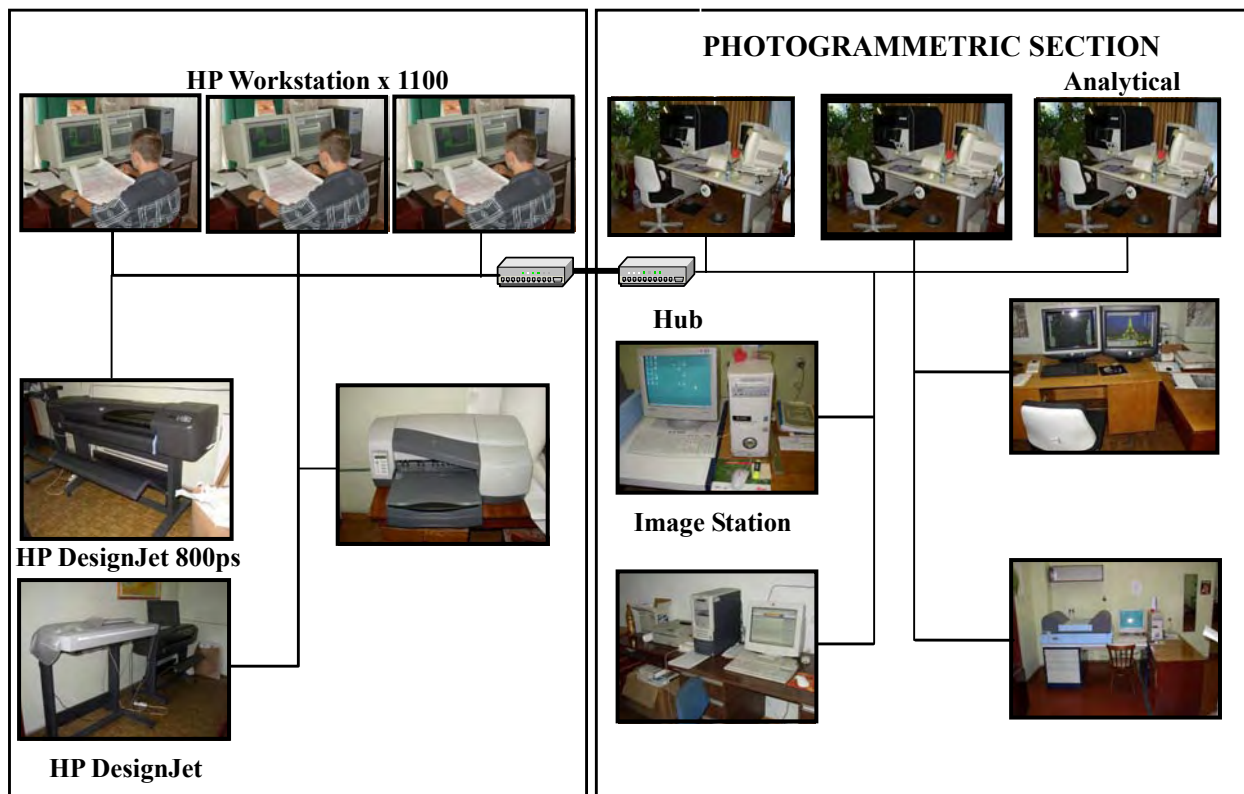 HP Workstation x 1100
HP DesignJet 800ps
HP DesignJet
PHOTOGRAMMETRIC SECTION
Analytical
Hub
Image Station